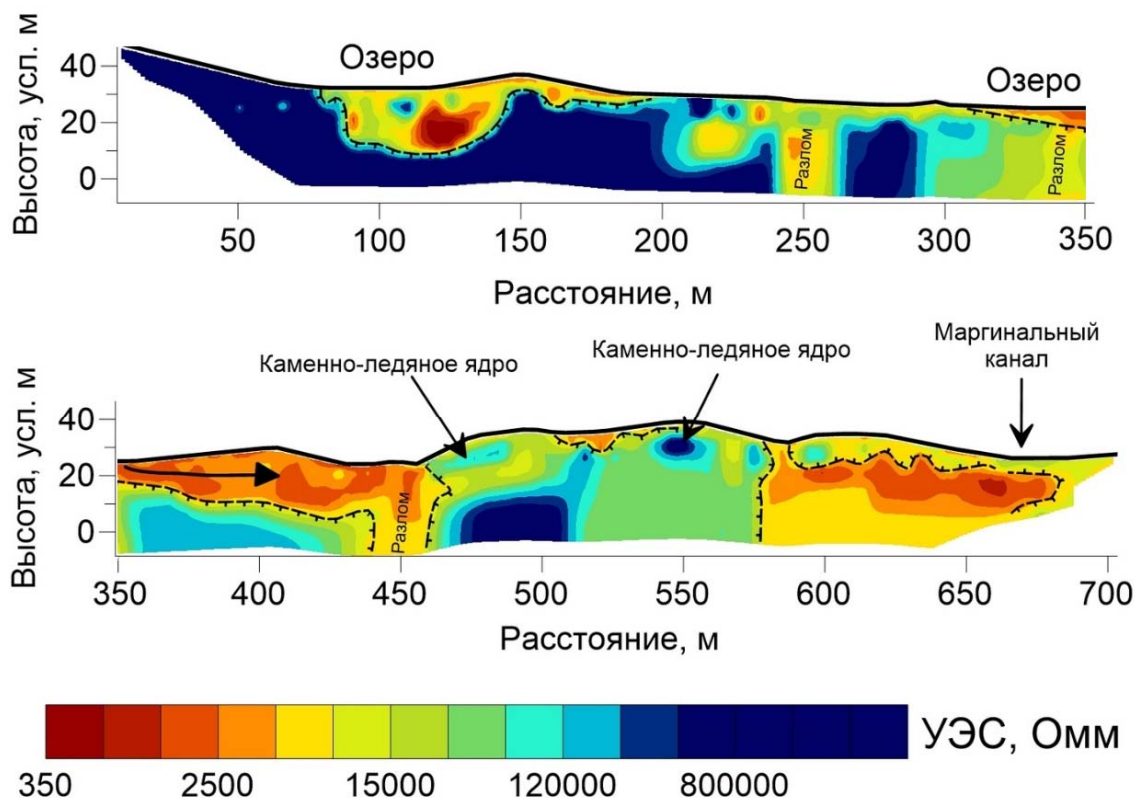 Озеро
Озеро
Высота, усл. м
40
20
0
Разлом
Разлом
50 100 150 200 250 300 350
Расстояние, м
Каменно-ледяное ядро
Каменно-ледяное ядро
Маргинальный
канал
Высота, усл. м
40
20
0
Разлом
350 400 450 500 550 600 650 700
Расстояние, м
УЭС, Омм
350 2500 15000 120000 800000